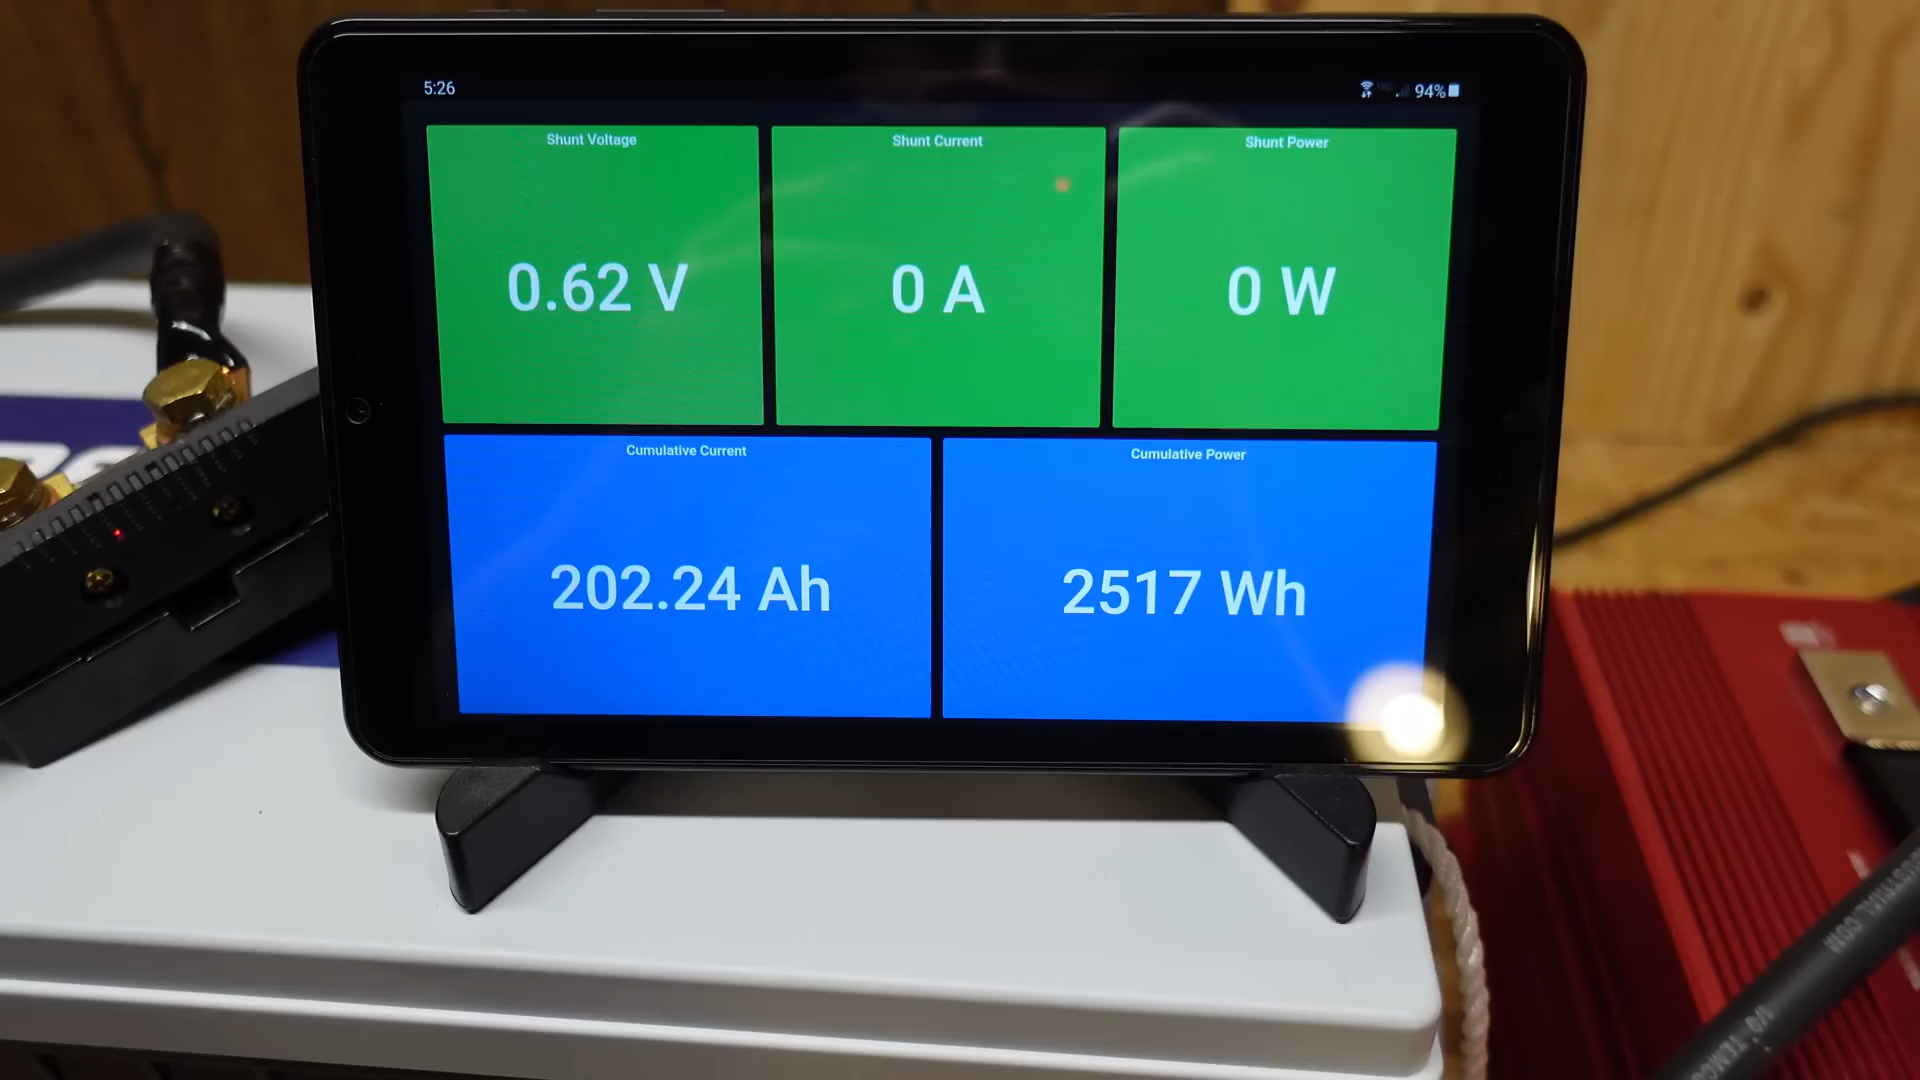 5:26
94%
Shunt Voltage
0.62 V
Shunt Current
0 A
Shunt Power
0 W
Cumulative Current
202.24 Ah
Cumulative Power
2517 Wh